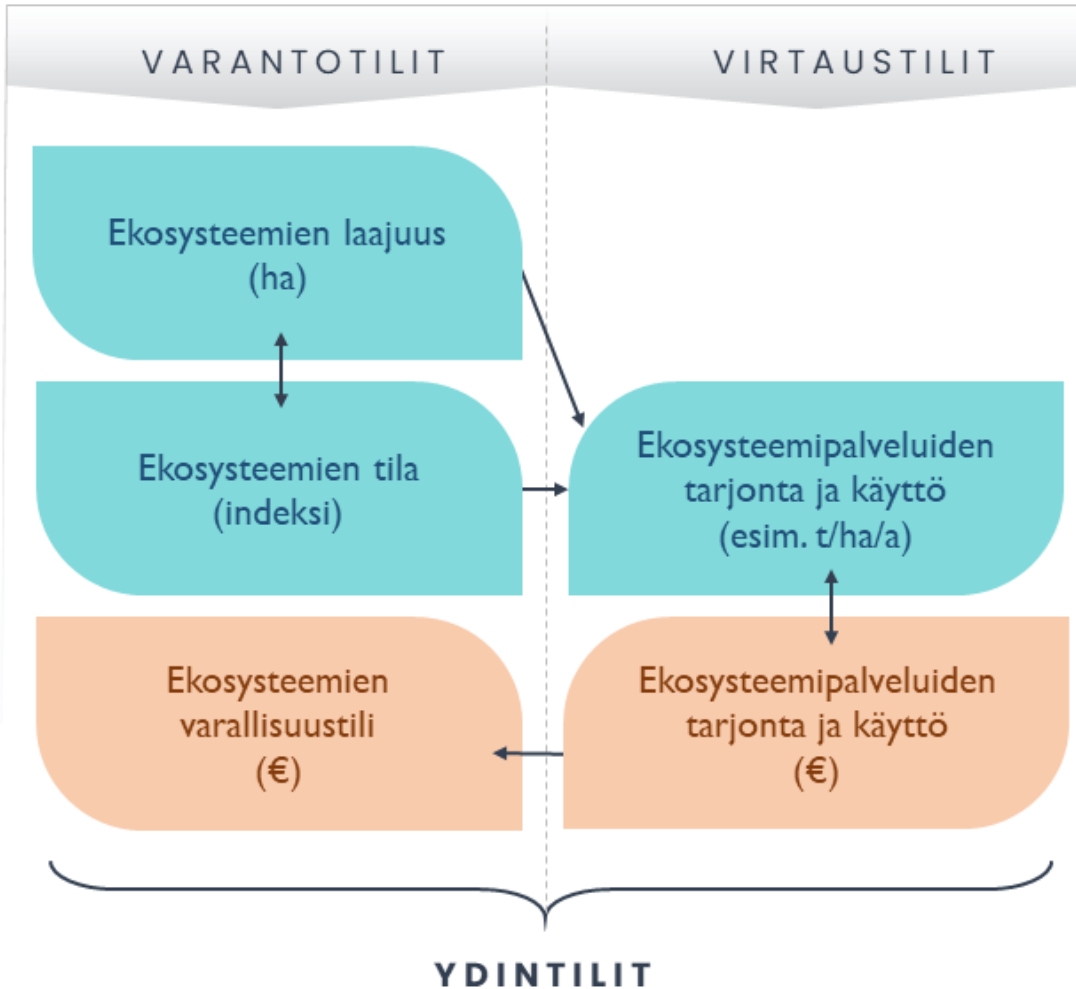 VARANTOTILIT
VIRTAUSTILIT
Ekosysteemien laajuus
(ha)
Ekosysteemien tila
(indeksi)
Ekosysteemipalveluiden
tarjonta ja käyttö
(esim. t/ha/a)
Ekosysteemien
varallisuustili
(€)
Ekosysteemipalveluiden
tarjonta ja käyttö
(€)
YDINTILIT